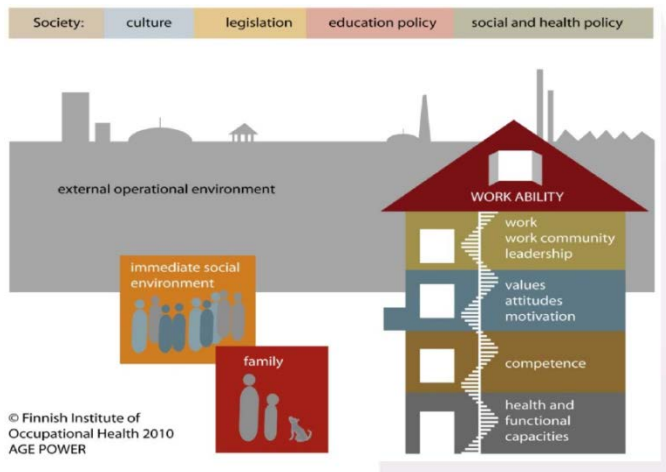 Society: culture legislation education policy social and health policy
external operational environment
WORK ABILITY
work
work community
leadership
immediate social
environment
values
attitudes
motivation
family
competence
health and
functional
capacities
© Finnish Institute of
Occupational Health 2010
AGE POWER